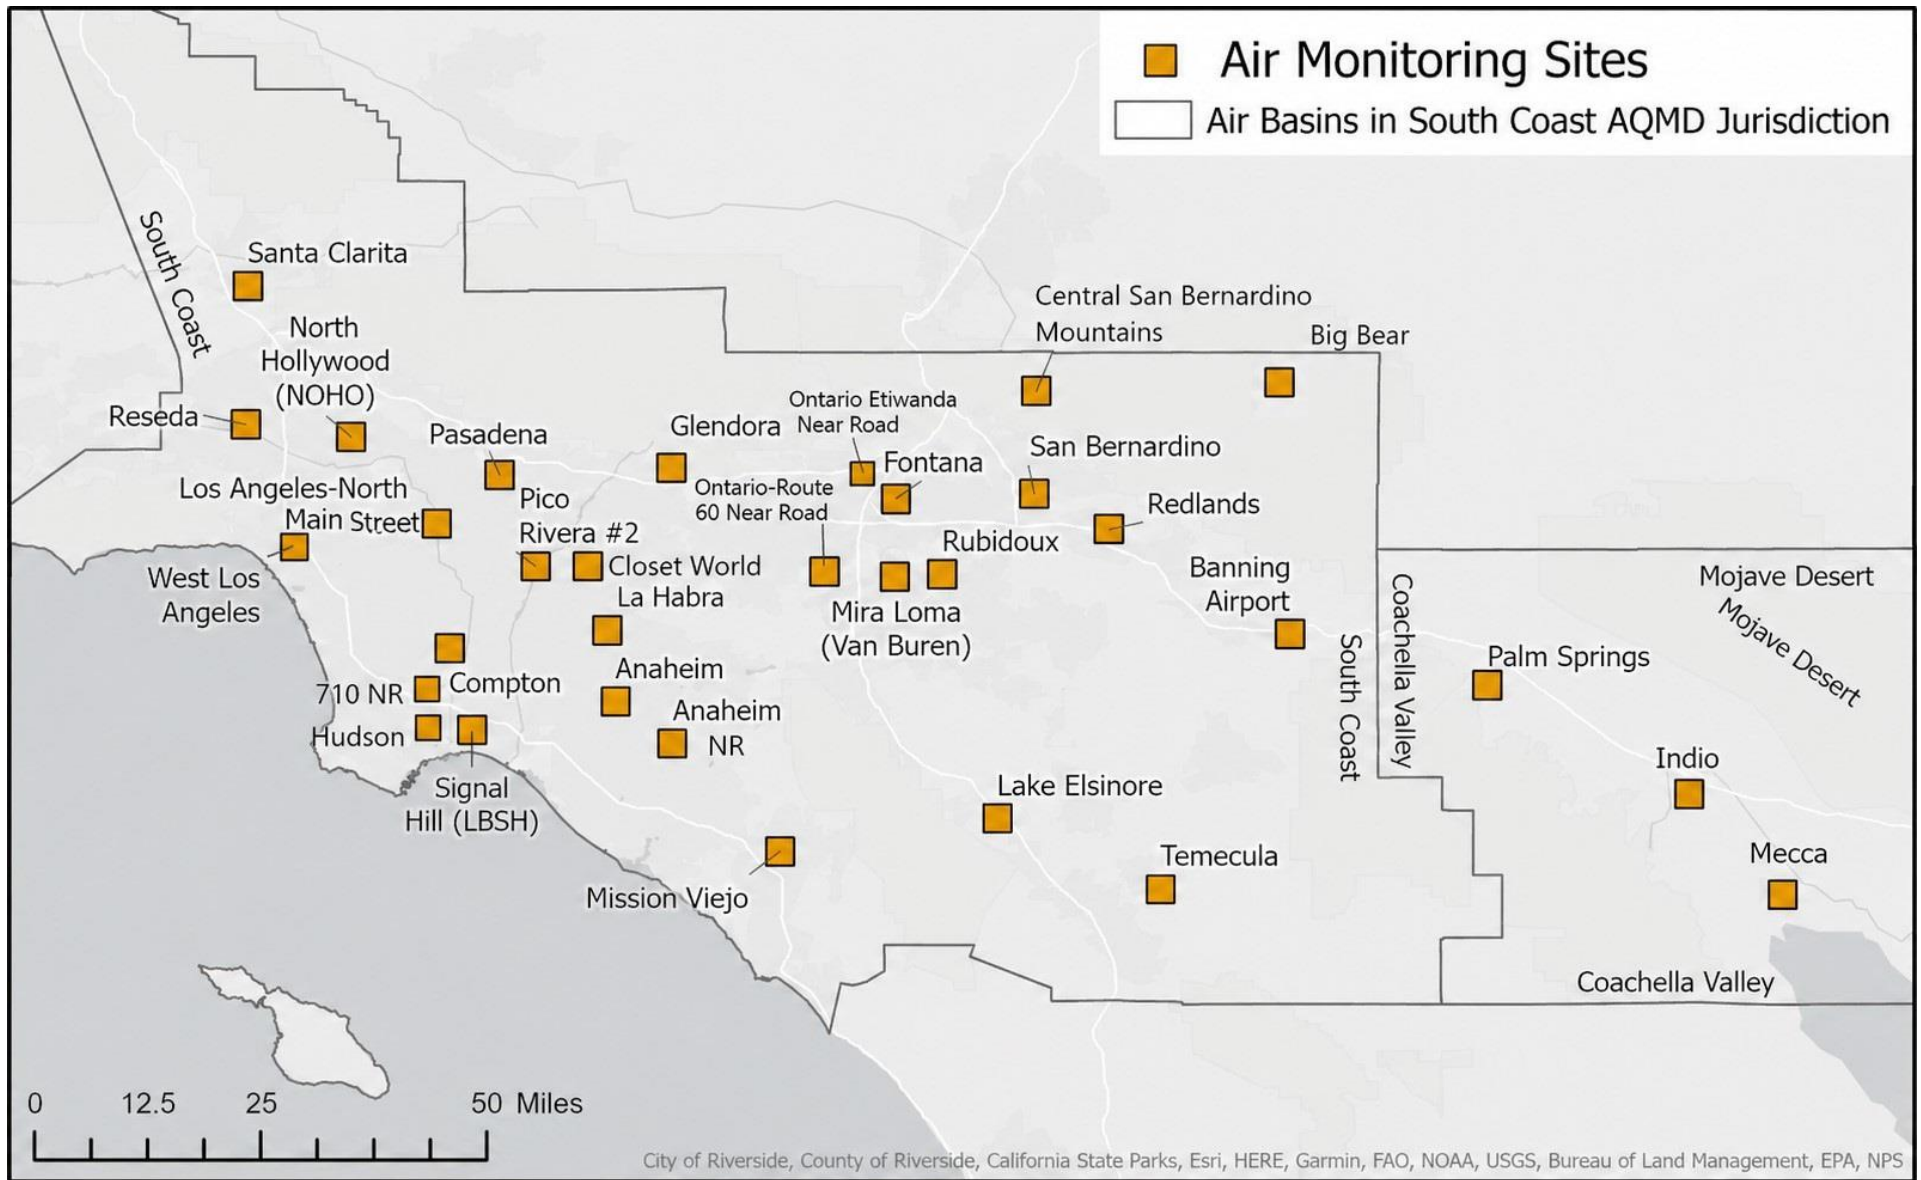 Air Monitoring Sites
Air Basins in South Coast AQMD Jurisdiction
South Coast
Santa Clarita
North
Hollywood
(NOHO)
Reseda
Pasadena
Glendora
Central San Bernardino
Mountains
Big Bear
Ontario Etiwanda
Near Road
Fontana
San Bernardino
Los Angeles-North
Main Street
Pico
Rivera #2
Ontario-Route
60 Near Road
Redlands
Rubidoux
West Los
Angeles
Closet World
La Habra
Mira Loma
(Van Buren)
Banning
Airport
Mojave Desert
Mojave Desert
Coachella Valley
South Coast
Palm Springs
710 NR
Compton
Anaheim
Anaheim
NR
Hudson
Signal
Hill (LBSH)
Lake Elsinore
Indio
Mission Viejo
Temecula
Mecca
Coachella Valley
0 12.5 25 50 Miles
City of Riverside, County of Riverside, California State Parks, Esri, HERE, Garmin, FAO, NOAA, USGS, Bureau of Land Management, EPA, NPS